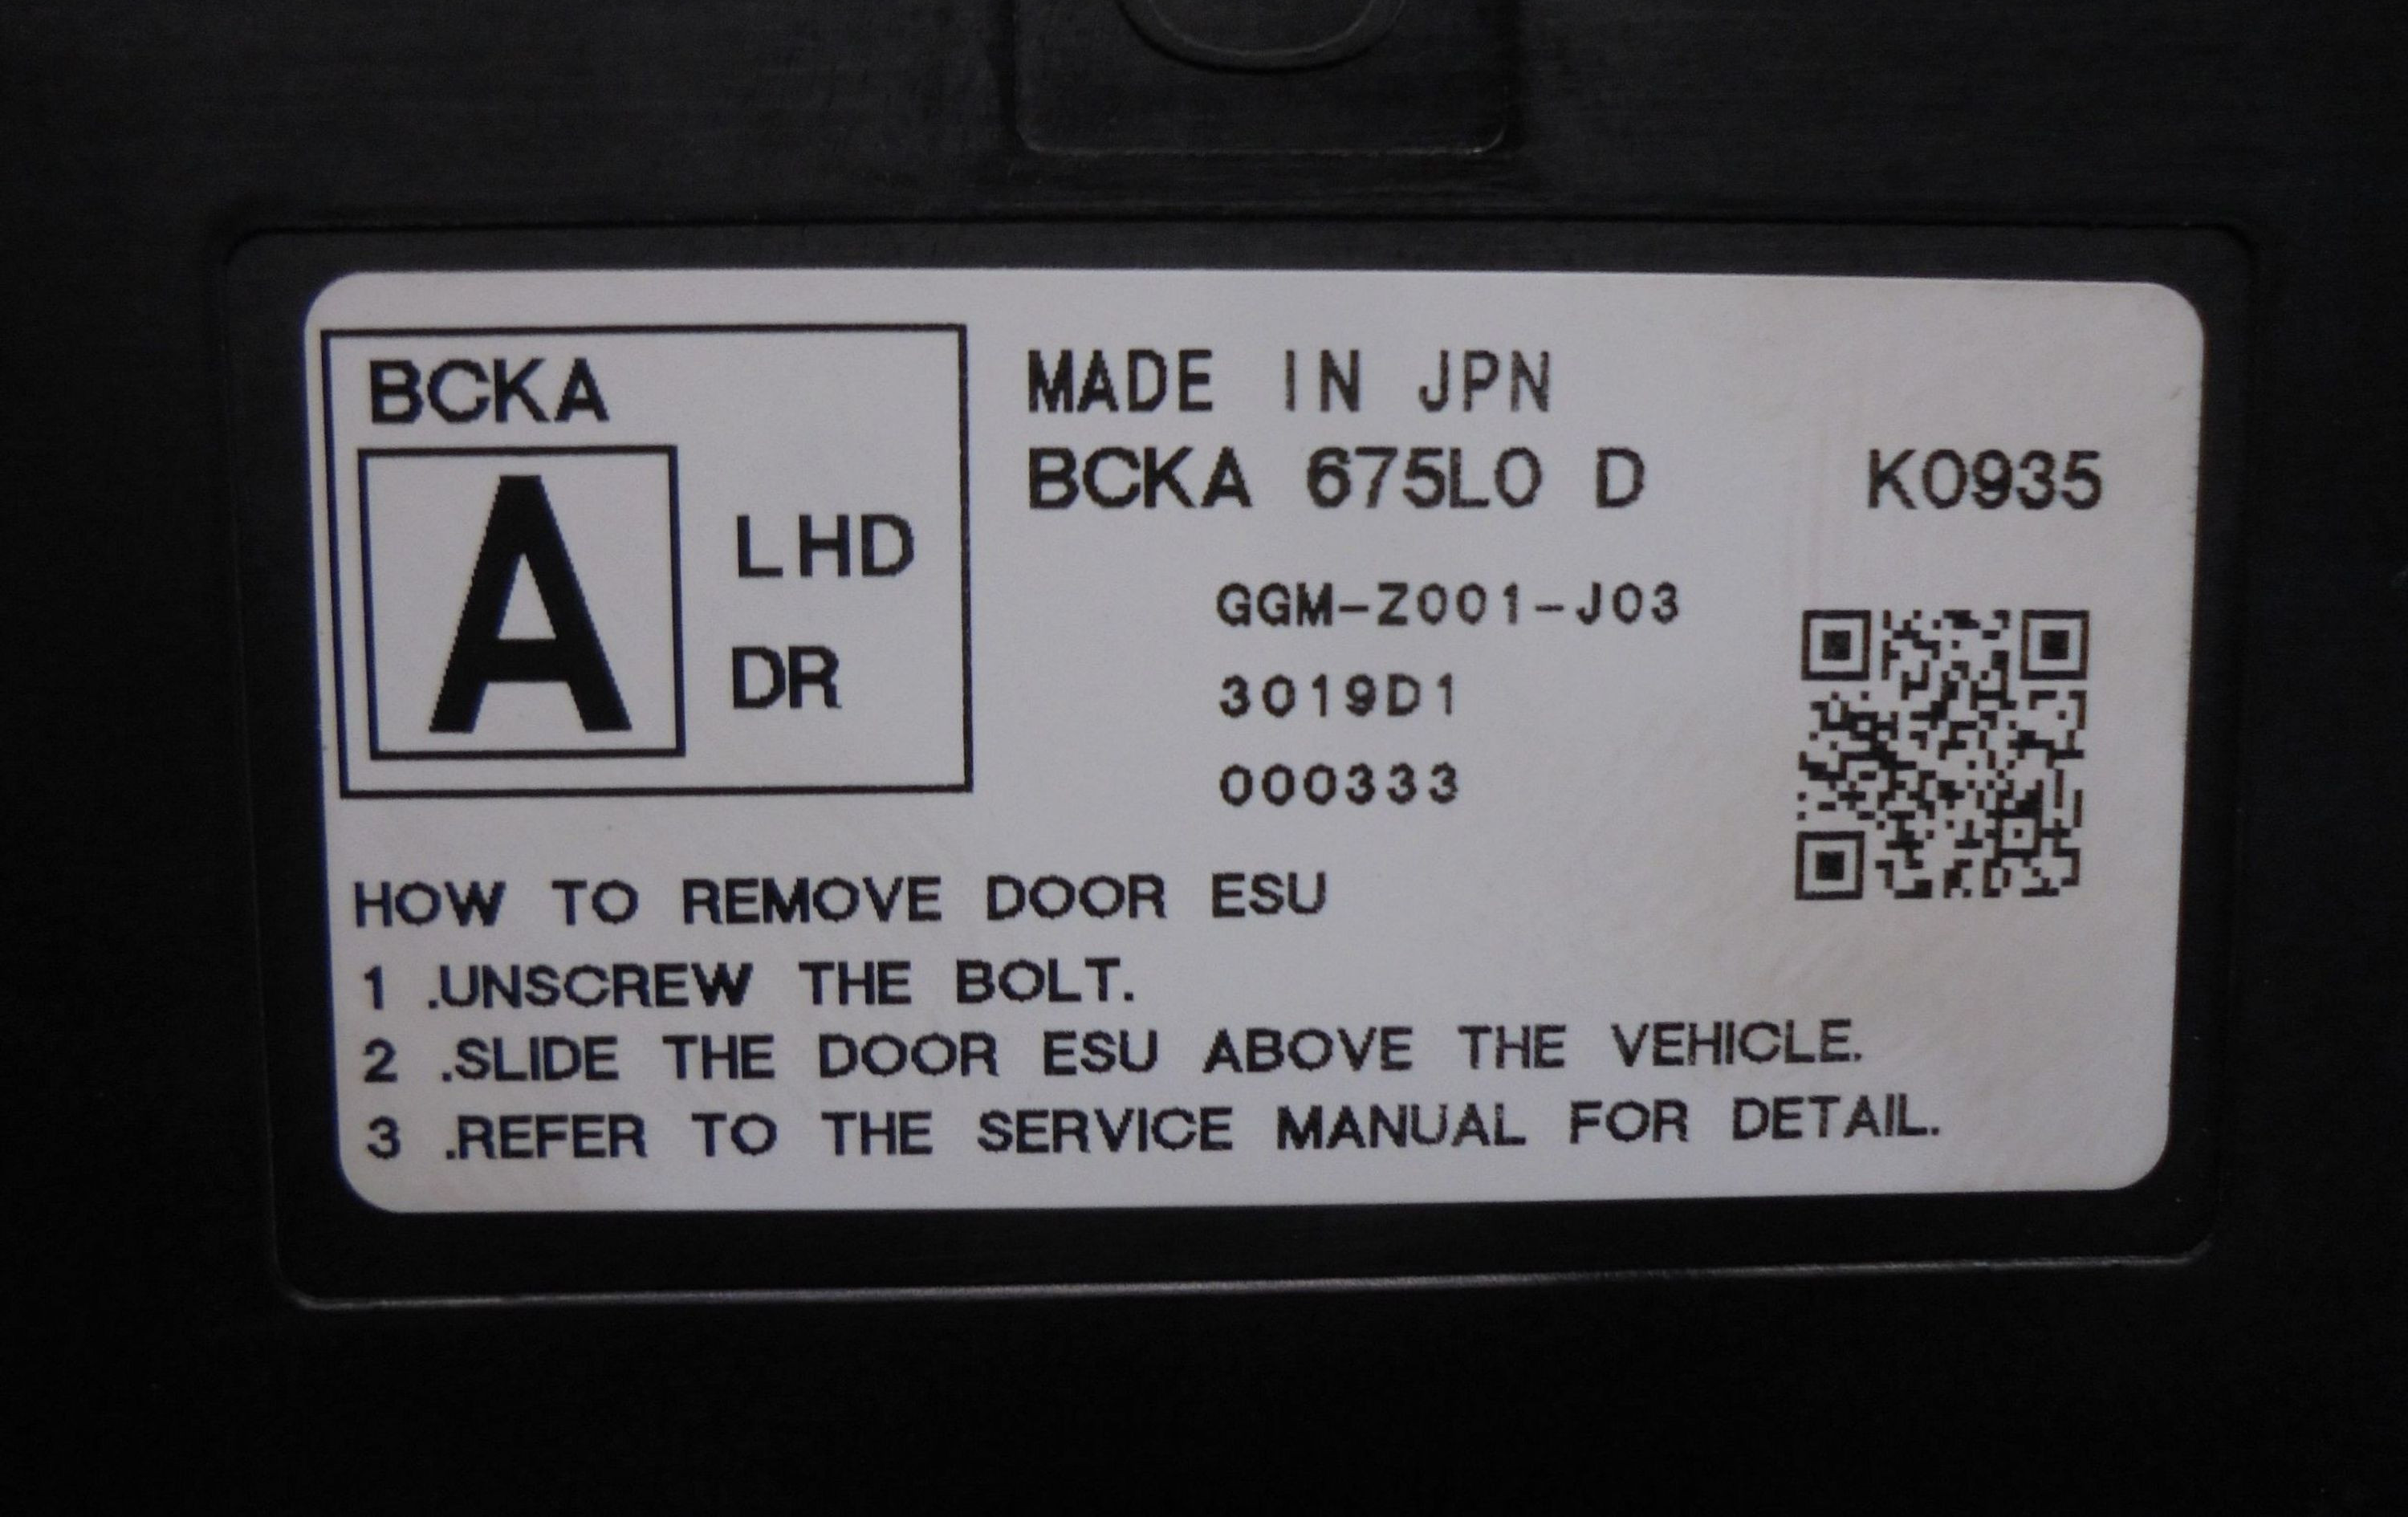 BCKA
A
LHD
DR
MADE IN JPN
BCKA 675L0 D K0935
GGM-Z001-J03
3019D1
000333
HOW TO REMOVE DOOR ESU
1 .UNSCREW THE BOLT.
2 .SLIDE THE DOOR ESU ABOVE THE VEHICLE.
3 .REFER TO THE SERVICE MANUAL FOR DETAIL.